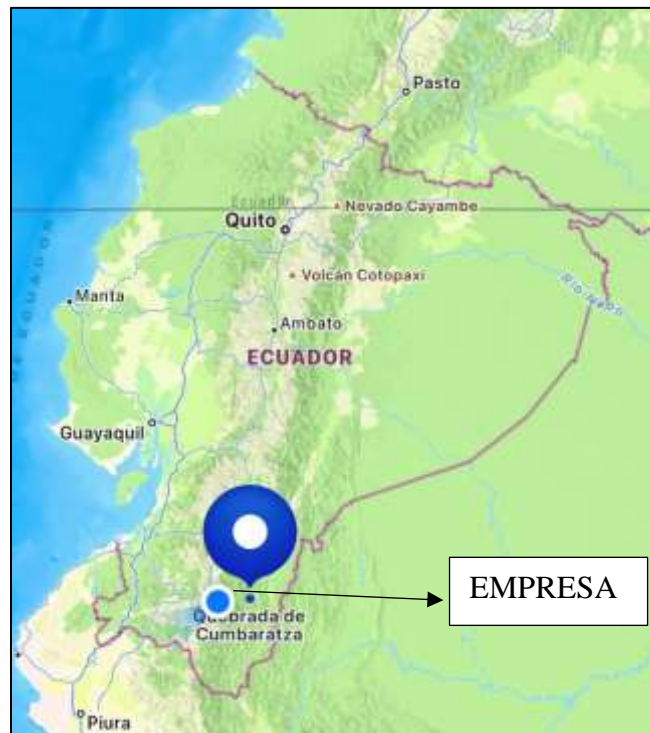 Pasto
Ecuador
Nevado Cayambe
Quito
Volcán Cotopaxi
Manta
Río Napo
Ambato
ECUADOR
Guayaquil
EMPRESA
Quebrada de
Cumbaratza
Piura